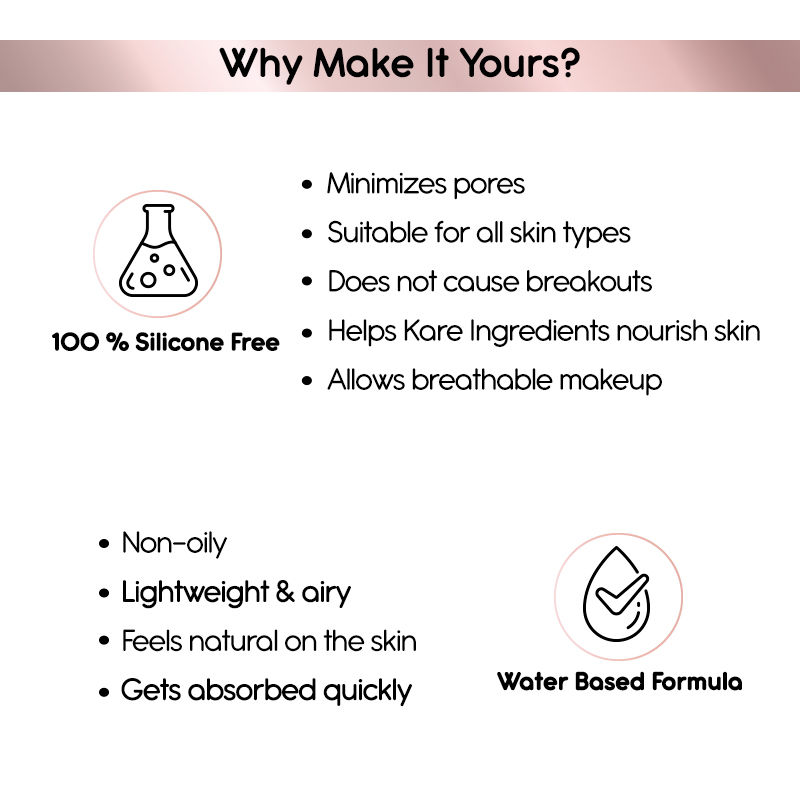 Why Make It Yours?
• Minimizes pores
• Suitable for all skin types
• Does not cause breakouts
• Helps Kare Ingredients nourish skin
• Allows breathable makeup
100 % Silicone Free
• Non-oily
• Lightweight & airy
• Feels natural on the skin
• Gets absorbed quickly
Water Based Formula